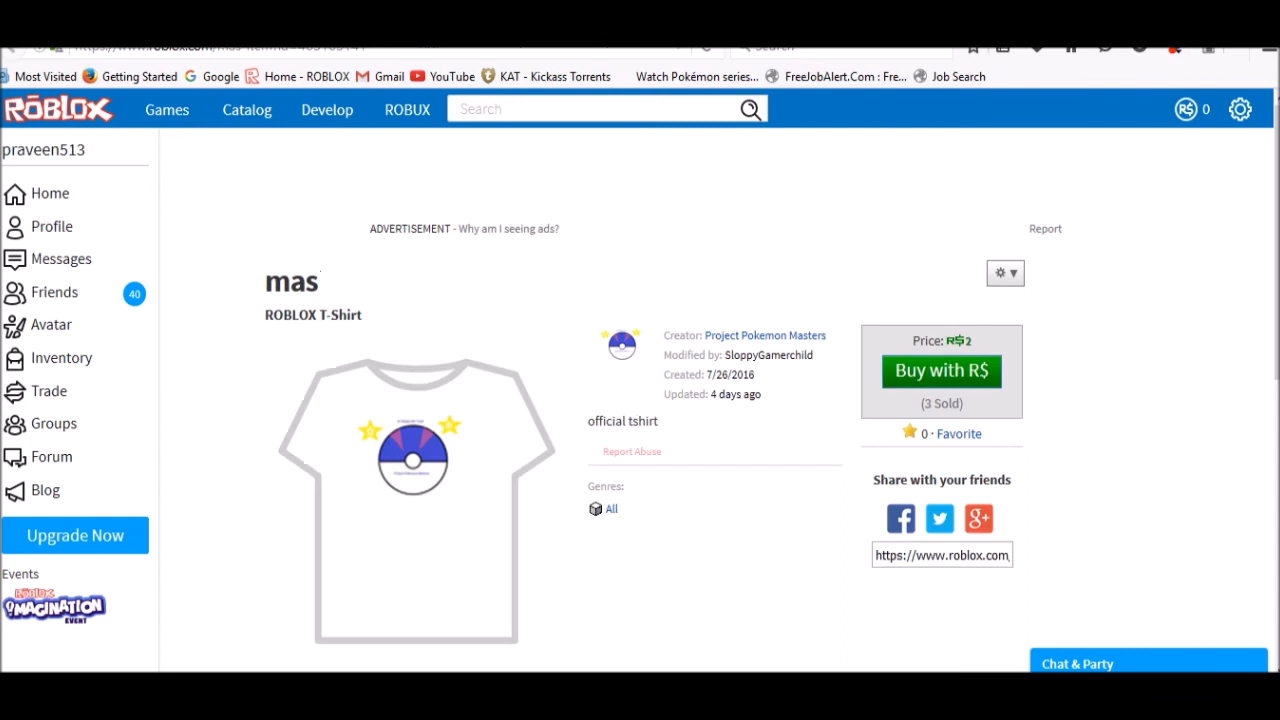 Search
Most Visited Getting Started Google Home - ROBLOX Gmail YouTube KAT - Kickass Torrents Watch Pokémon series... FreeJobAlert.Com : Fre... Job Search
RŌBLOX Games Catalog Develop ROBUX Search R$ 0
praveen513
Home
Profile
Messages
Friends 40
Avatar
Inventory
Trade
Groups
Forum
Blog
Upgrade Now
Events
ROBLOX
IMAGINATION
EVENT
ADVERTISEMENT - Why am I seeing ads? Report
mas
ROBLOX T-Shirt
Creator: Project Pokemon Masters
Modified by: SloppyGamerchild
Created: 7/26/2016
Updated: 4 days ago
official tshirt
Report Abuse
Genres:
All
Price: R$ 2
Buy with R$
(3 Sold)
0 · Favorite
Share with your friends
https://www.roblox.com/
Chat & Party